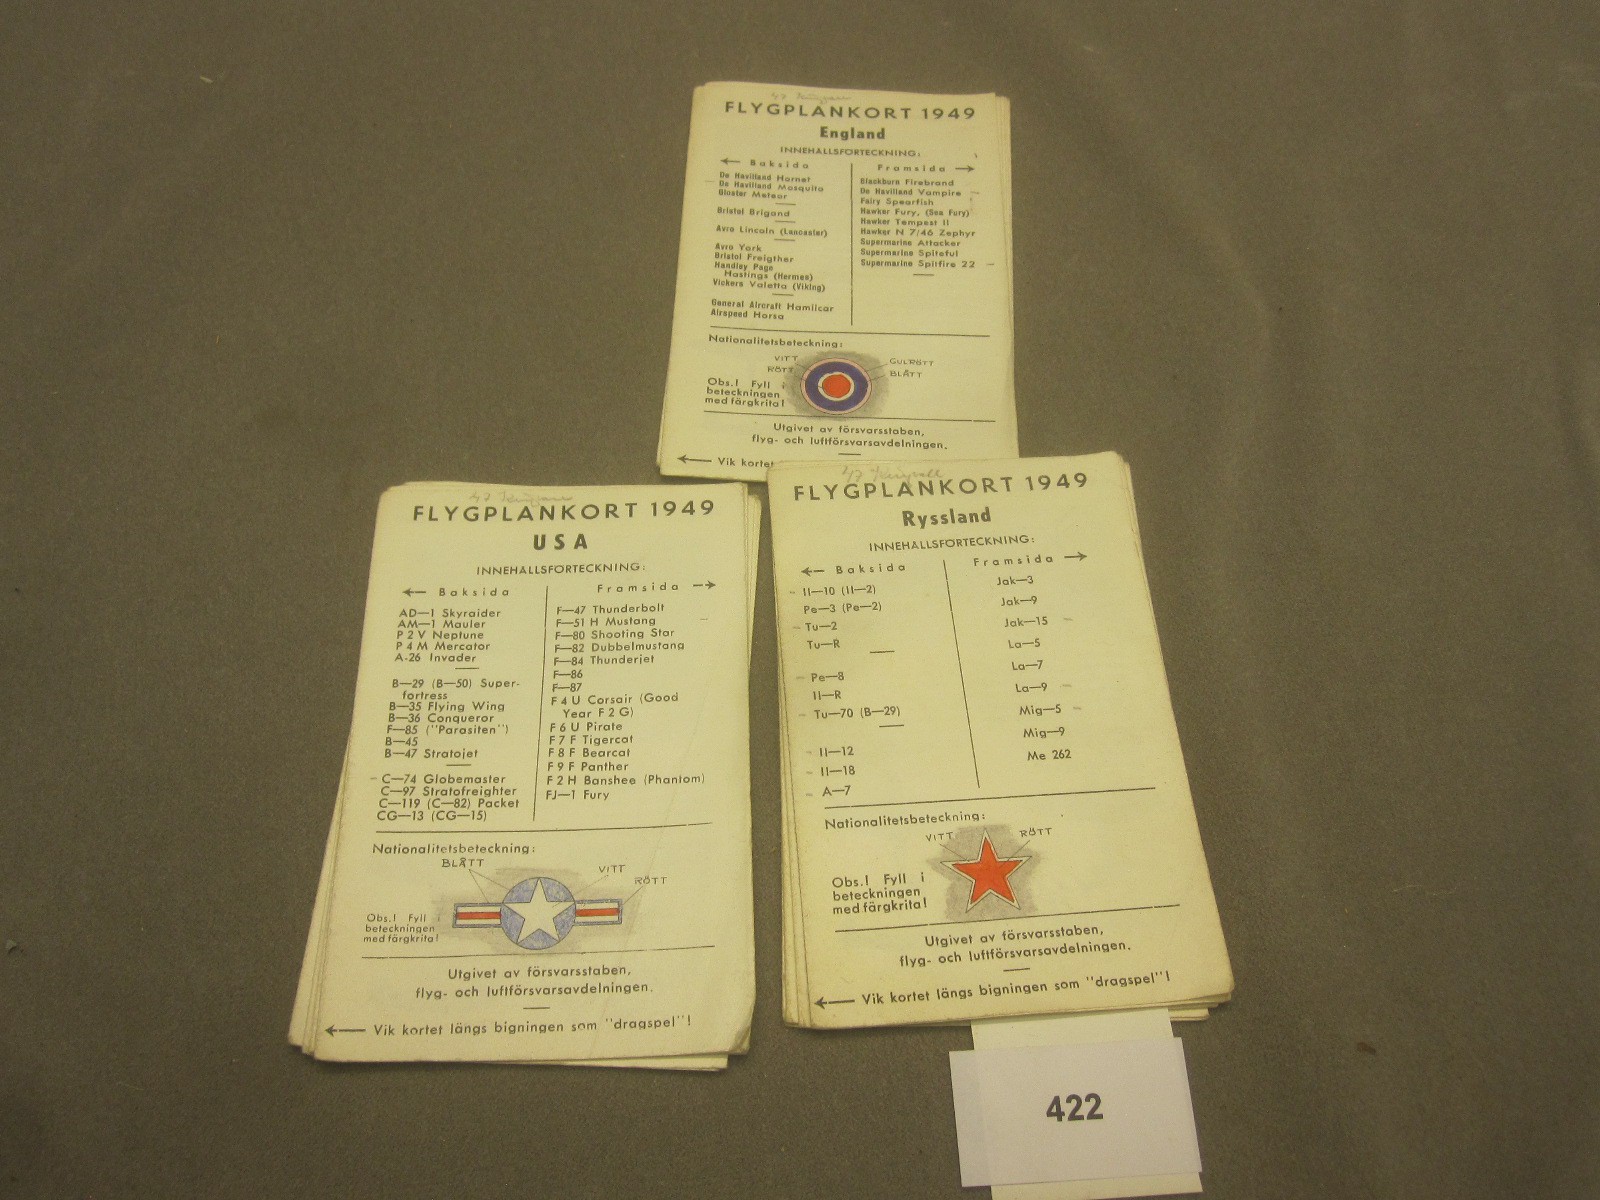 FLYGPLANKORT 1949
England
INNEHÅLLSFÖRTECKNING:
← Baksida
De Havilland Hornet
De Havilland Mosquito
Gloster Meteor
Bristol Brigand
Avro Lincoln (Lancaster)
Avro York
Bristol Freigther
Handley Page
Hastings (Hermes)
Vickers Valetta (Viking)
General Aircraft Hamilcar
Airspeed Horsa
Framsida →
Blackburn Firebrand
De Havilland Vampire
Fairy Spearfish
Hawker Fury, (Sea Fury)
Hawker Tempest II
Hawker N 7/46 Zephyr
Supermarine Attacker
Supermarine Spiteful
Supermarine Spitfire 22
Nationalitetsbeteckning:
VITT
RÖTT
GULRÖTT
BLÅTT
Obs.! Fyll i
beteckningen
med färgkrita!
Utgivet av försvarsstaben,
flyg- och luftförsvarsavdelningen.
← Vik kortet
FLYGPLANKORT 1949
USA
INNEHÅLLSFÖRTECKNING:
← Baksida
AD—1 Skyraider
AM—1 Mauler
P 2 V Neptune
P 4 M Mercator
A-26 Invader
B—29 (B—50) Super-
fortress
B—35 Flying Wing
B—36 Conqueror
F—85 ("Parasiten")
B—45
B—47 Stratojet
C—74 Globemaster
C—97 Stratofreighter
C—119 (C—82) Packet
CG—13 (CG—15)
Framsida →
F—47 Thunderbolt
F—51 H Mustang
F—80 Shooting Star
F—82 Dubbelmustang
F—84 Thunderjet
F—86
F—87
F 4 U Corsair (Good
Year F 2 G)
F 6 U Pirate
F 7 F Tigercat
F 8 F Bearcat
F 9 F Panther
F 2 H Banshee (Phantom)
FJ—1 Fury
Nationalitetsbeteckning:
BLÅTT
VITT
RÖTT
Obs.! Fyll i
beteckningen
med färgkrita!
Utgivet av försvarsstaben,
flyg- och luftförsvarsavdelningen.
← Vik kortet längs bigningen som "dragspel"!
FLYGPLANKORT 1949
Ryssland
INNEHÅLLSFÖRTECKNING:
← Baksida
Il—10 (Il—2)
Pe—3 (Pe—2)
Tu—2
Tu—R
Pe—8
Il—R
Tu—70 (B—29)
Il—12
Il—18
A—7
Framsida →
Jak—3
Jak—9
Jak—15
La—5
La—7
La—9
Mig—5
Mig—9
Me 262
Nationalitetsbeteckning:
VITT
RÖTT
Obs.! Fyll i
beteckningen
med färgkrita!
Utgivet av försvarsstaben,
flyg- och luftförsvarsavdelningen.
← Vik kortet längs bigningen som "dragspel"!
422